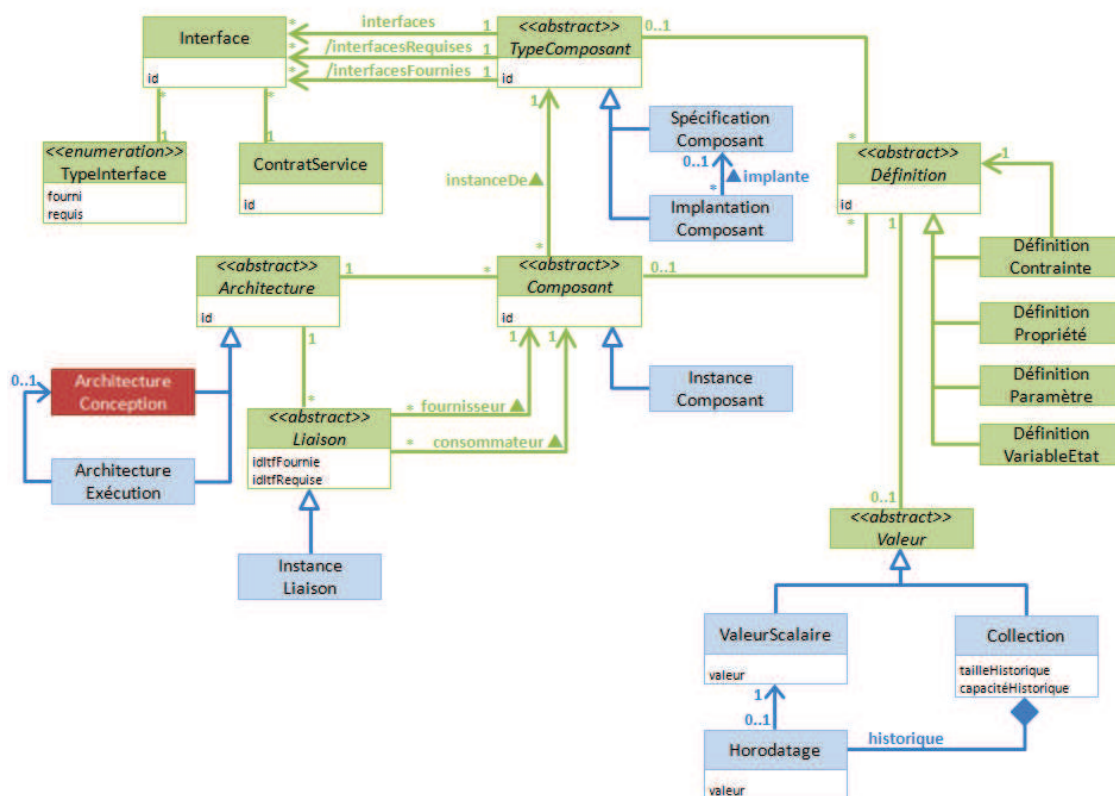 interfaces
* 1
/interfacesRequises
* 1
/interfacesFournies
* 1
Interface
<<abstract>>
TypeComposant
id
0..1
*
1
*
1
<<enumeration>>
TypeInterface
fourni
requis
ContratService
id
1
instanceDe
*
Spécification
Composant
0..1
implante
*
Implantation
Composant
*
<<abstract>>
Définition
id
*
1
1
Définition
Contrainte
Définition
Propriété
Définition
Paramètre
Définition
VariableEtat
<<abstract>>
Architecture
id
1
*
<<abstract>>
Composant
id
0..1
1
*
1
1
0..1
Architecture
Conception
Architecture
Exécution
<<abstract>>
Liaison
idItfFournie
idItfRequise
* fournisseur
* consommateur
Instance
Composant
Instance
Liaison
0..1
<<abstract>>
Valeur
ValeurScalaire
valeur
Collection
tailleHistorique
capacitéHistorique
1
0..1
historique
Horodatage
valeur